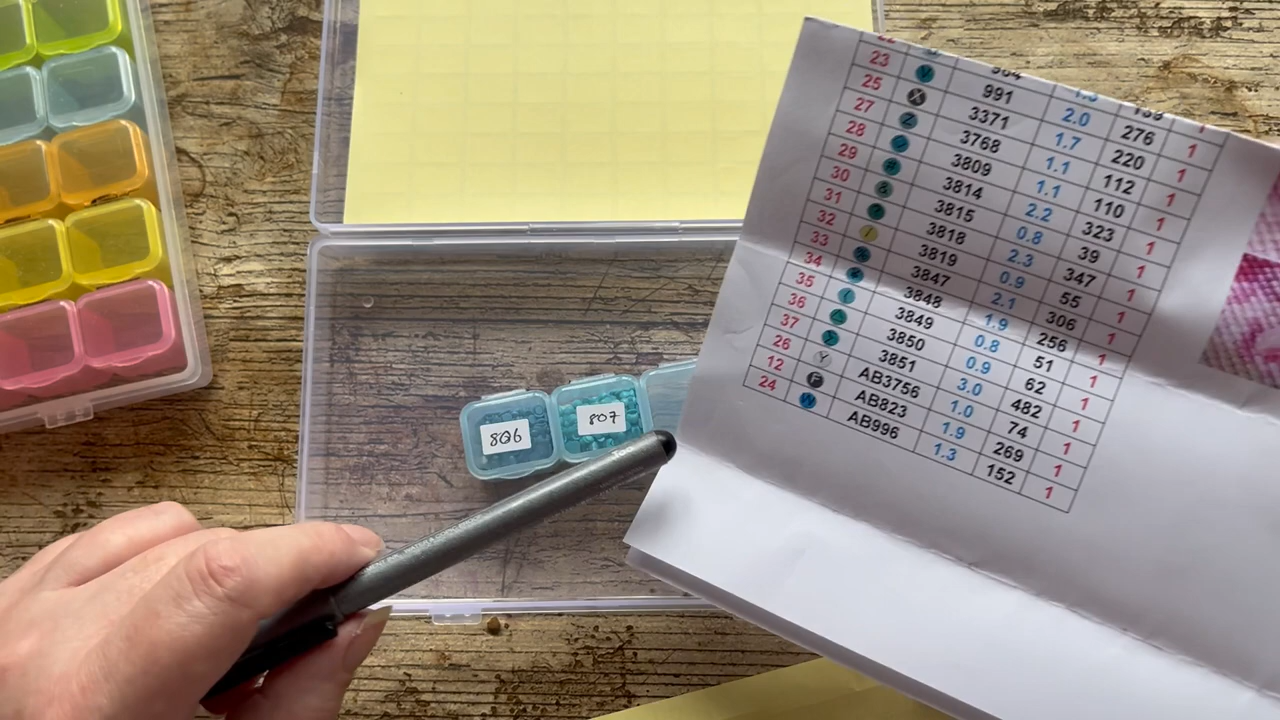 23 V 991 2.0 276 1
25 X 3371 1.7 220 1
27 Z 3768 1.1 112 1
28 3809 1.1 110 1
29 # 3814 2.2 323 1
30 & 3815 0.8 39 1
31 ? 3818 2.3 347 1
32 / 3819 0.9 55 1
33 3847 2.1 306 1
34 3848 1.9 256 1
35 ( 3849 0.8 51 1
36 △ 3850 0.9 62 1
37 Σ 3851 3.0 482 1
26 Y AB3756 1.0 74 1
12 F AB823 1.9 269 1
24 W AB996 1.3 152 1
806
807